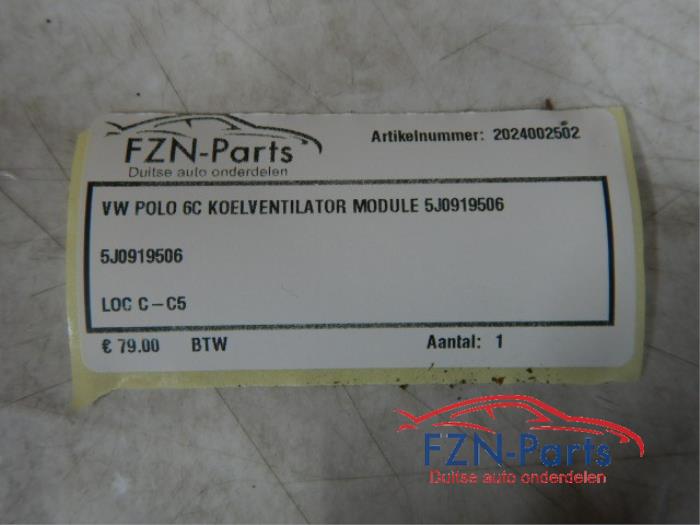 FZN-Parts
Duitse auto onderdelen
Artikelnummer: 2024002502
VW POLO 6C KOELVENTILATOR MODULE 5J0919506
5J0919506
LOC C-C5
€ 79.00 BTW Aantal: 1
FZN-Parts
Duitse auto onderdelen